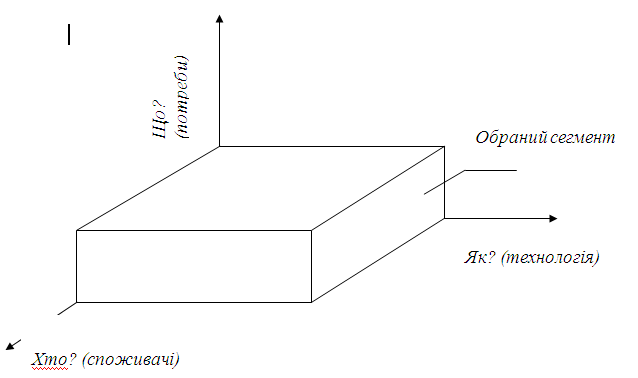 Що?
(потреби)
Обраний сегмент
Як? (технологія)
Хто? (споживачі)